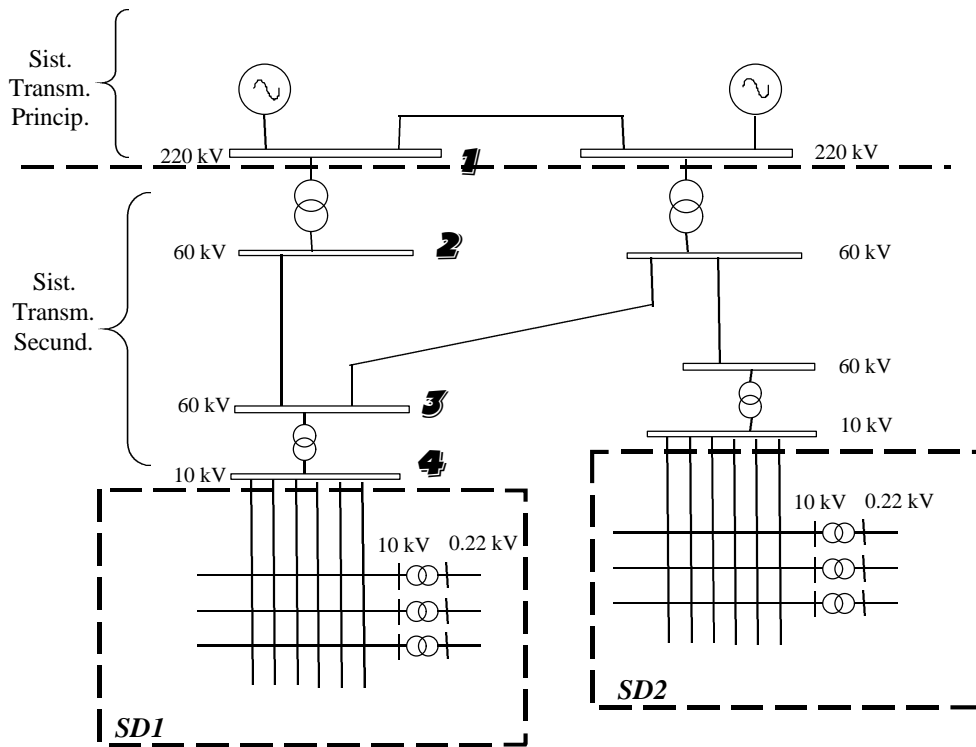 Sist.
Transm.
Princip.
220 kV
1
220 kV
60 kV
2
60 kV
Sist.
Transm.
Secund.
60 kV
60 kV
3
10 kV
10 kV
4
10 kV 0.22 kV
10 kV 0.22 kV
SD1
SD2